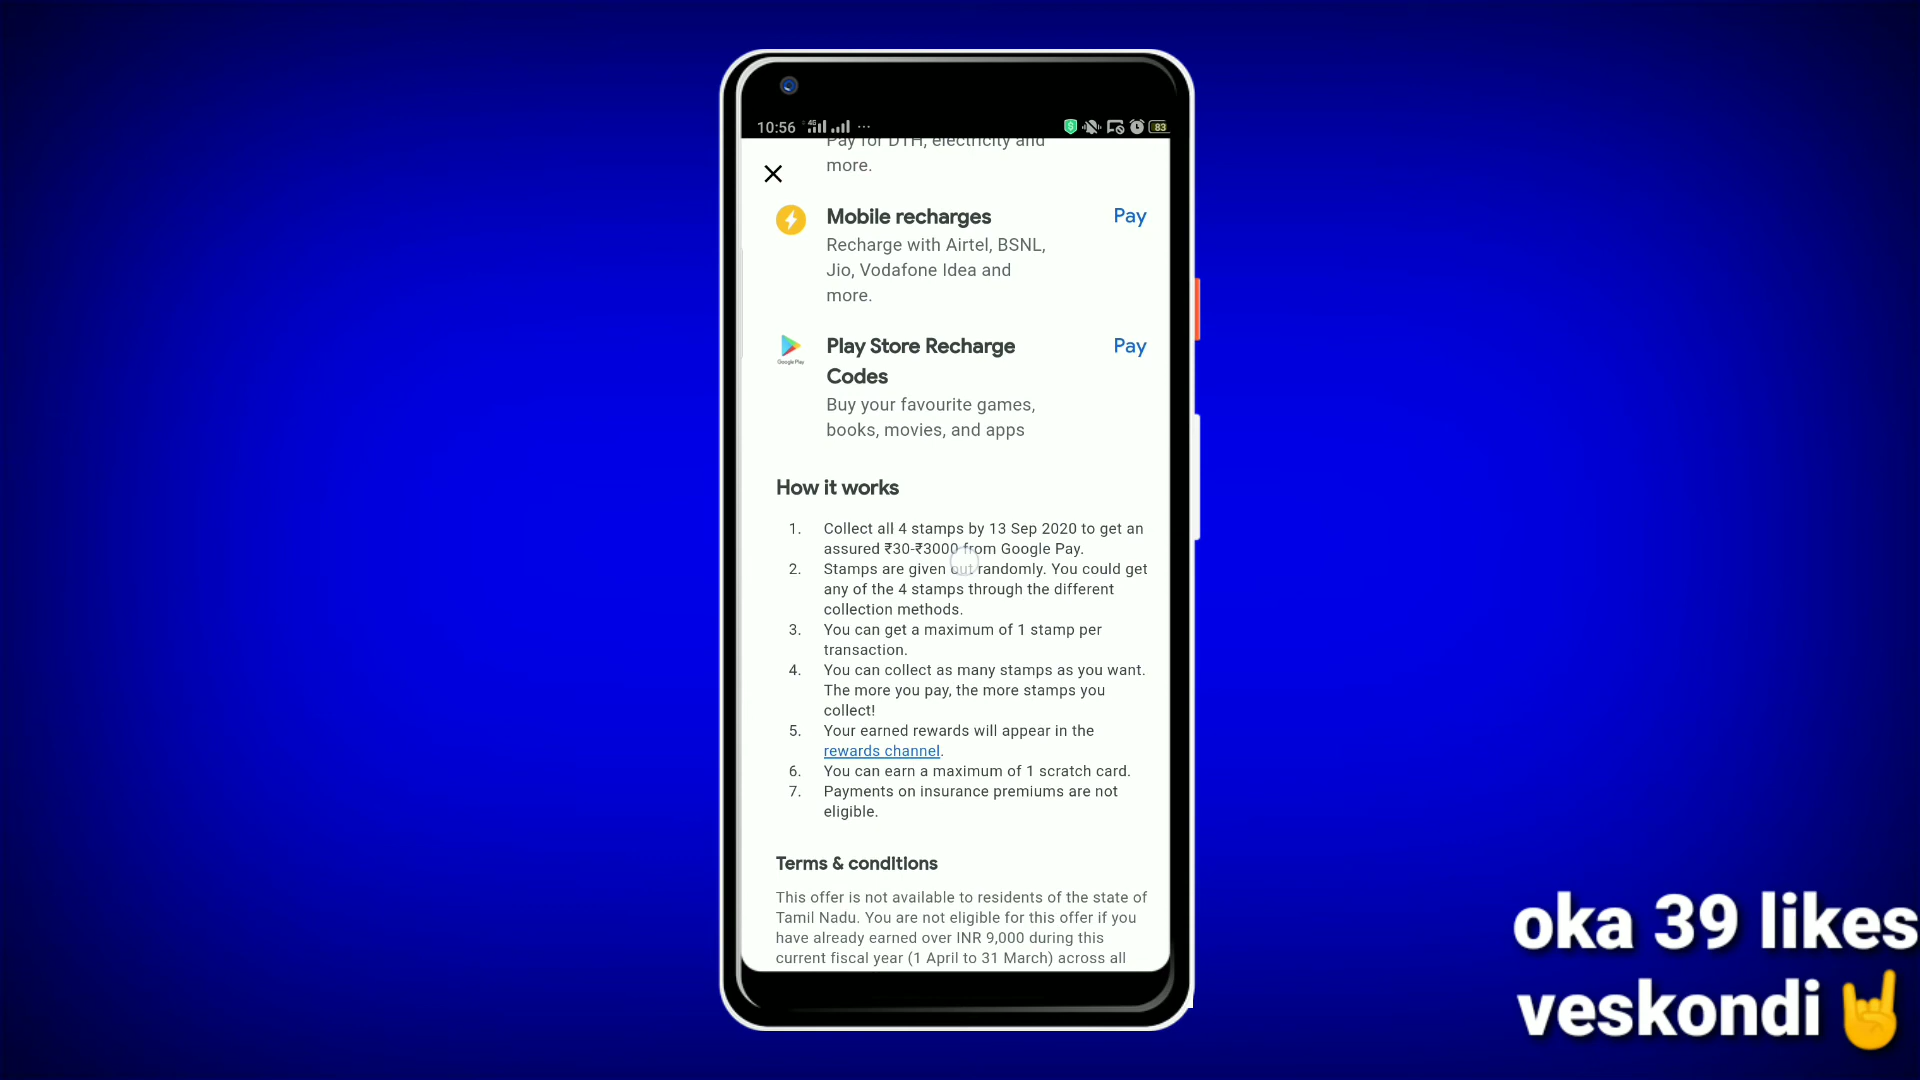 10:56 4G ... 83
Pay for DTH, electricity and
more.
Mobile recharges Pay
Recharge with Airtel, BSNL,
Jio, Vodafone Idea and
more.
Play Store Recharge Pay
Google Play
Codes
Buy your favourite games,
books, movies, and apps
How it works
1. Collect all 4 stamps by 13 Sep 2020 to get an
assured ₹30-₹3000 from Google Pay.
2. Stamps are given out randomly. You could get
any of the 4 stamps through the different
collection methods.
3. You can get a maximum of 1 stamp per
transaction.
4. You can collect as many stamps as you want.
The more you pay, the more stamps you
collect!
5. Your earned rewards will appear in the
rewards channel.
6. You can earn a maximum of 1 scratch card.
7. Payments on insurance premiums are not
eligible.
Terms & conditions
This offer is not available to residents of the state of
Tamil Nadu. You are not eligible for this offer if you
have already earned over INR 9,000 during this
current fiscal year (1 April to 31 March) across all
oka 39 likes
veskondi🤘